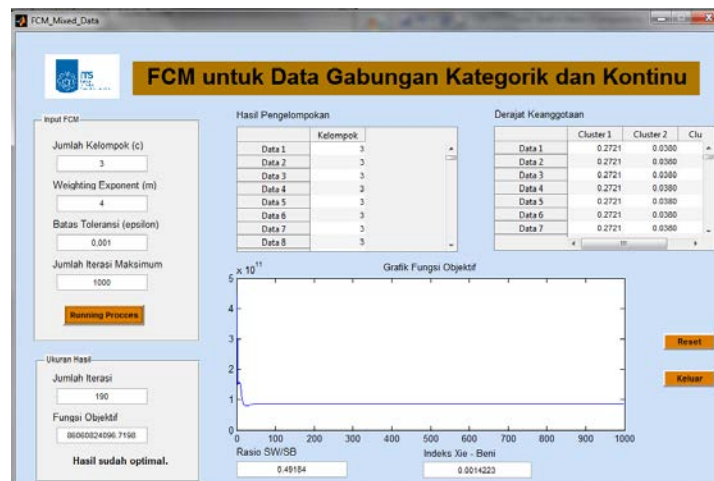 FCM_Mixed_Data
ITS
FCM untuk Data Gabungan Kategorik dan Kontinu
Input FCM
Jumlah Kelompok (c)
3
Weighting Exponent (m)
4
Batas Toleransi (epsilon)
0,001
Jumlah Iterasi Maksimum
1000
Running Procces
Ukuran Hasil
Jumlah Iterasi
190
Fungsi Objektif
86060824096.7198
Hasil sudah optimal.
Hasil Pengelompokan
Kelompok
Data 1 3
Data 2 3
Data 3 3
Data 4 3
Data 5 3
Data 6 3
Data 7 3
Data 8 3
Derajat Keanggotaan
Cluster 1 Cluster 2 Clu
Data 1 0.2721 0.0380
Data 2 0.2721 0.0380
Data 3 0.2721 0.0380
Data 4 0.2721 0.0380
Data 5 0.2721 0.0380
Data 6 0.2721 0.0380
Data 7 0.2721 0.0380
x 10^11
Grafik Fungsi Objektif
5
4
3
2
1
0
0 100 200 300 400 500 600 700 800 900 1000
Rasio SW/SB
0.49184
Indeks Xie - Beni
0.0014223
Reset
Keluar